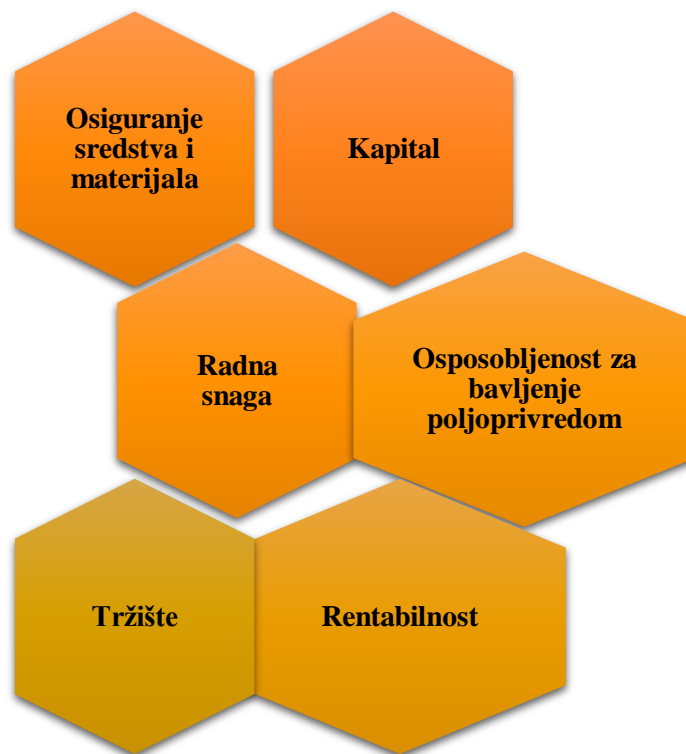 Osiguranje
sredstva i
materijala
Kapital
Radna
snaga
Osposobljenost za
bavljenje
poljoprivredom
Tržište
Rentabilnost